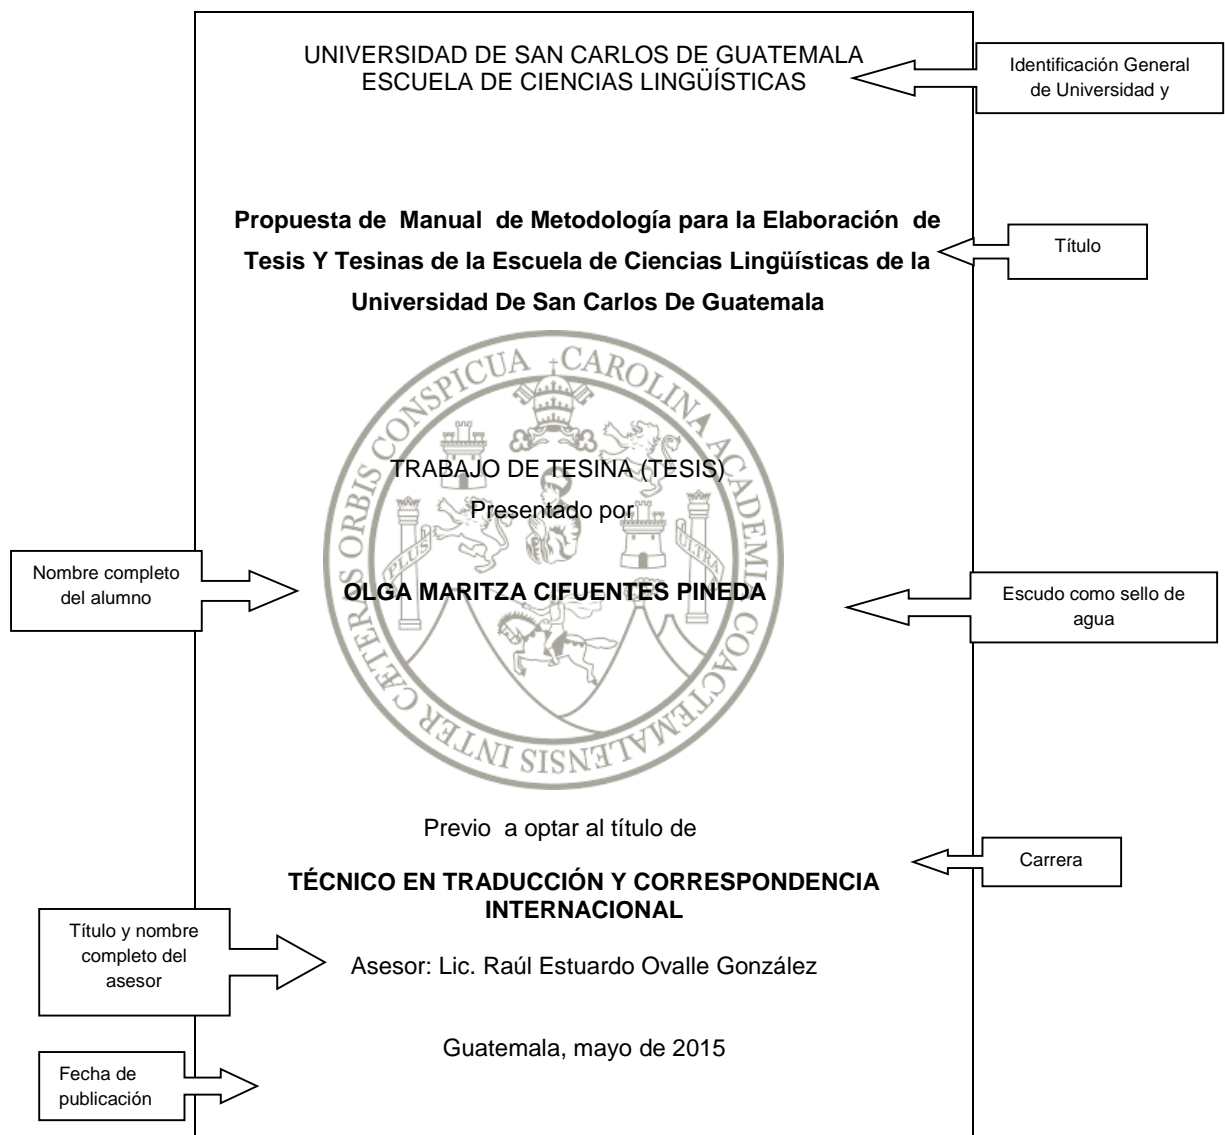 UNIVERSIDAD DE SAN CARLOS DE GUATEMALA
ESCUELA DE CIENCIAS LINGÜÍSTICAS
Identificación General
de Universidad y
Propuesta de Manual de Metodología para la Elaboración de
Tesis Y Tesinas de la Escuela de Ciencias Lingüísticas de la
Universidad De San Carlos De Guatemala
Título
CAROLINA ACADEMIA COACTEMALENSIS INTER CÆTERAS ORBIS CONSPICUA
PLUS
ULTRA
TRABAJO DE TESINA (TESIS)
Presentado por
Nombre completo
del alumno
OLGA MARITZA CIFUENTES PINEDA
Escudo como sello de
agua
Previo a optar al título de
Carrera
TÉCNICO EN TRADUCCIÓN Y CORRESPONDENCIA
INTERNACIONAL
Título y nombre
completo del
asesor
Asesor: Lic. Raúl Estuardo Ovalle González
Guatemala, mayo de 2015
Fecha de
publicación